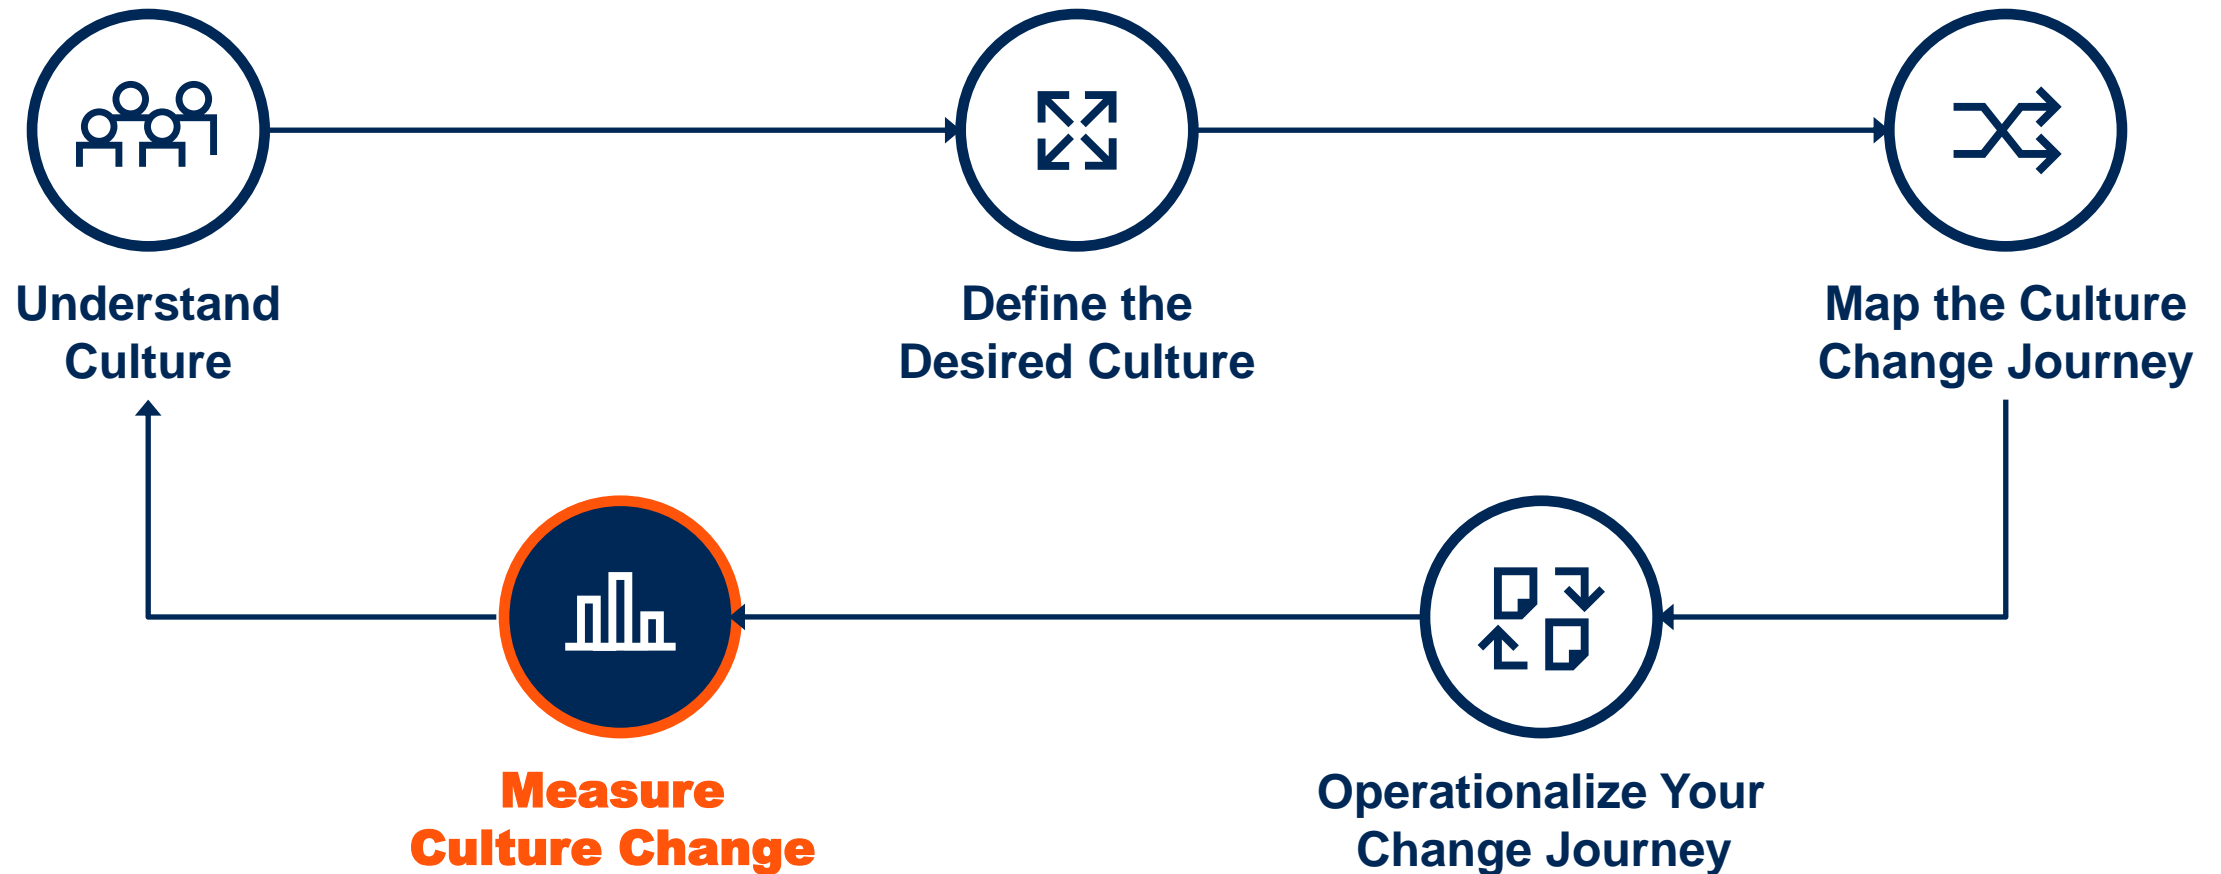 Understand
Culture
Define the
Desired Culture
Map the Culture
Change Journey
Measure
Culture Change
Operationalize Your
Change Journey